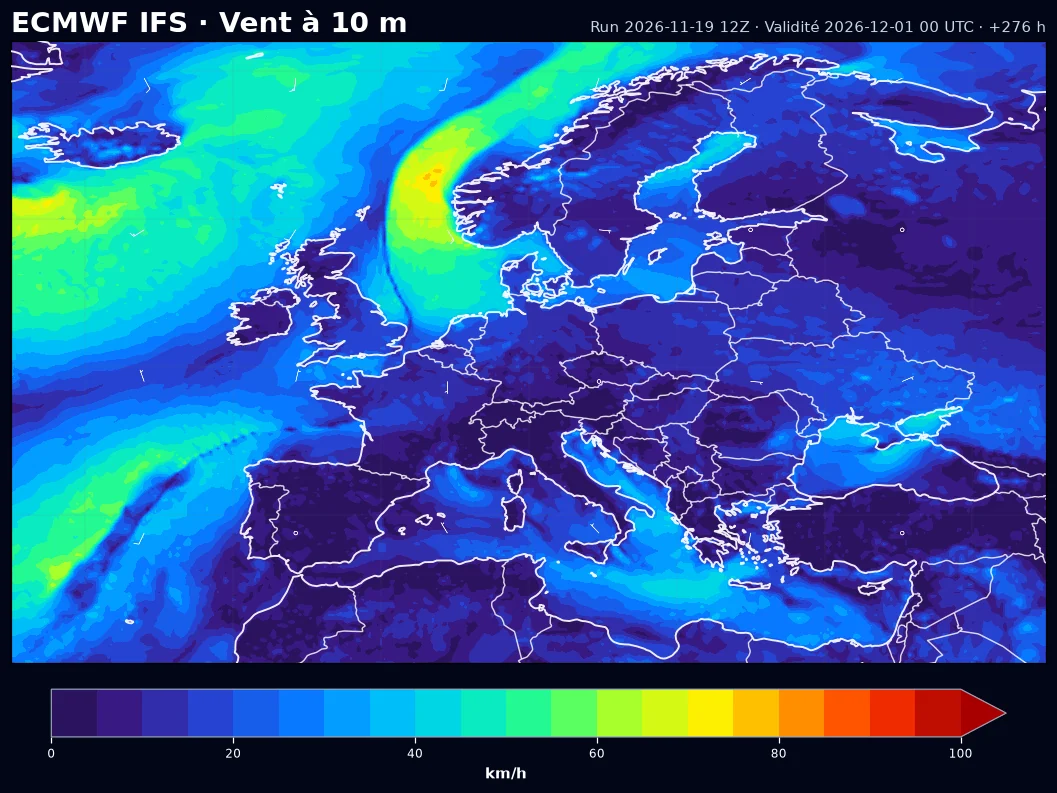 ECMWF IFS · Vent à 10 m
Run 2026-11-19 12Z · Validité 2026-12-01 00 UTC · +276 h
0 20 40 60 80 100
km/h